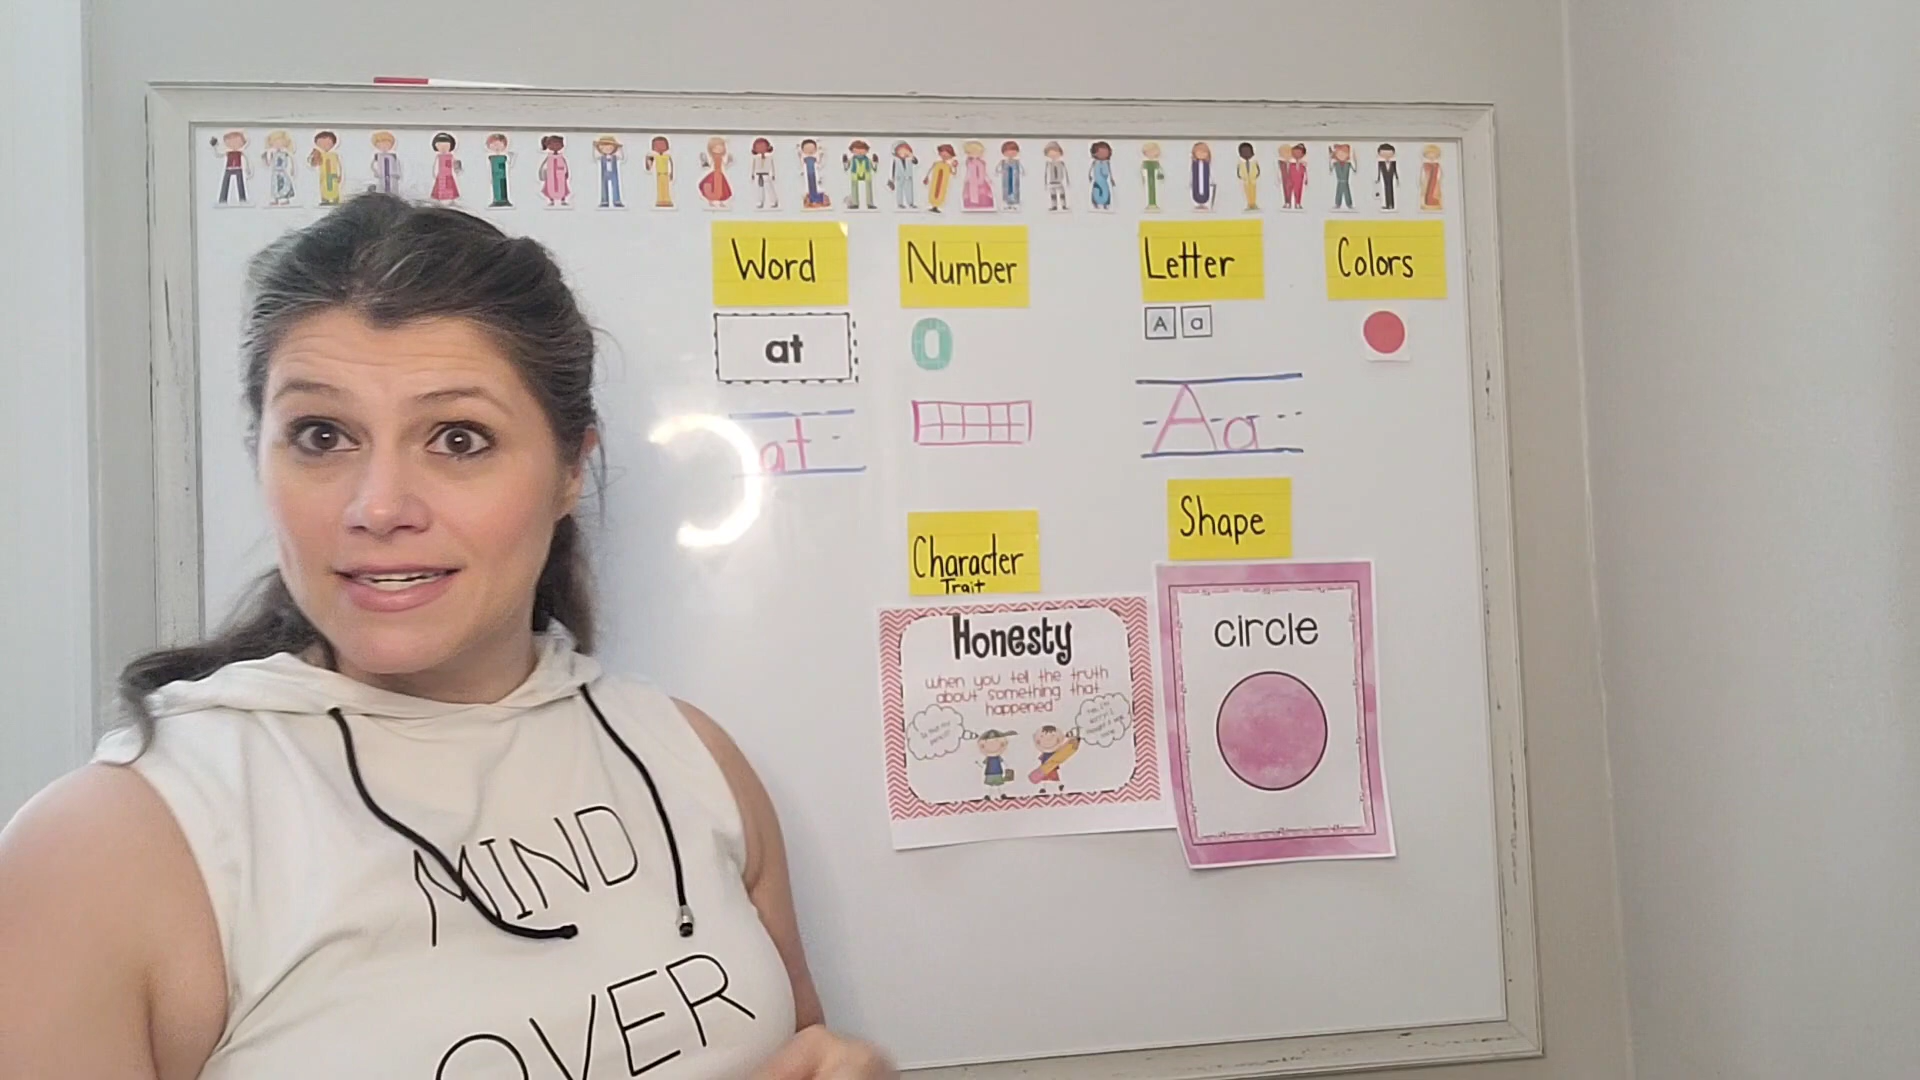 Word
Number
Letter
Colors
at
0
A a
at
Aa
Character
Trait
Shape
Honesty
when you tell the truth
about something that
happened
circle
MIND
OVER